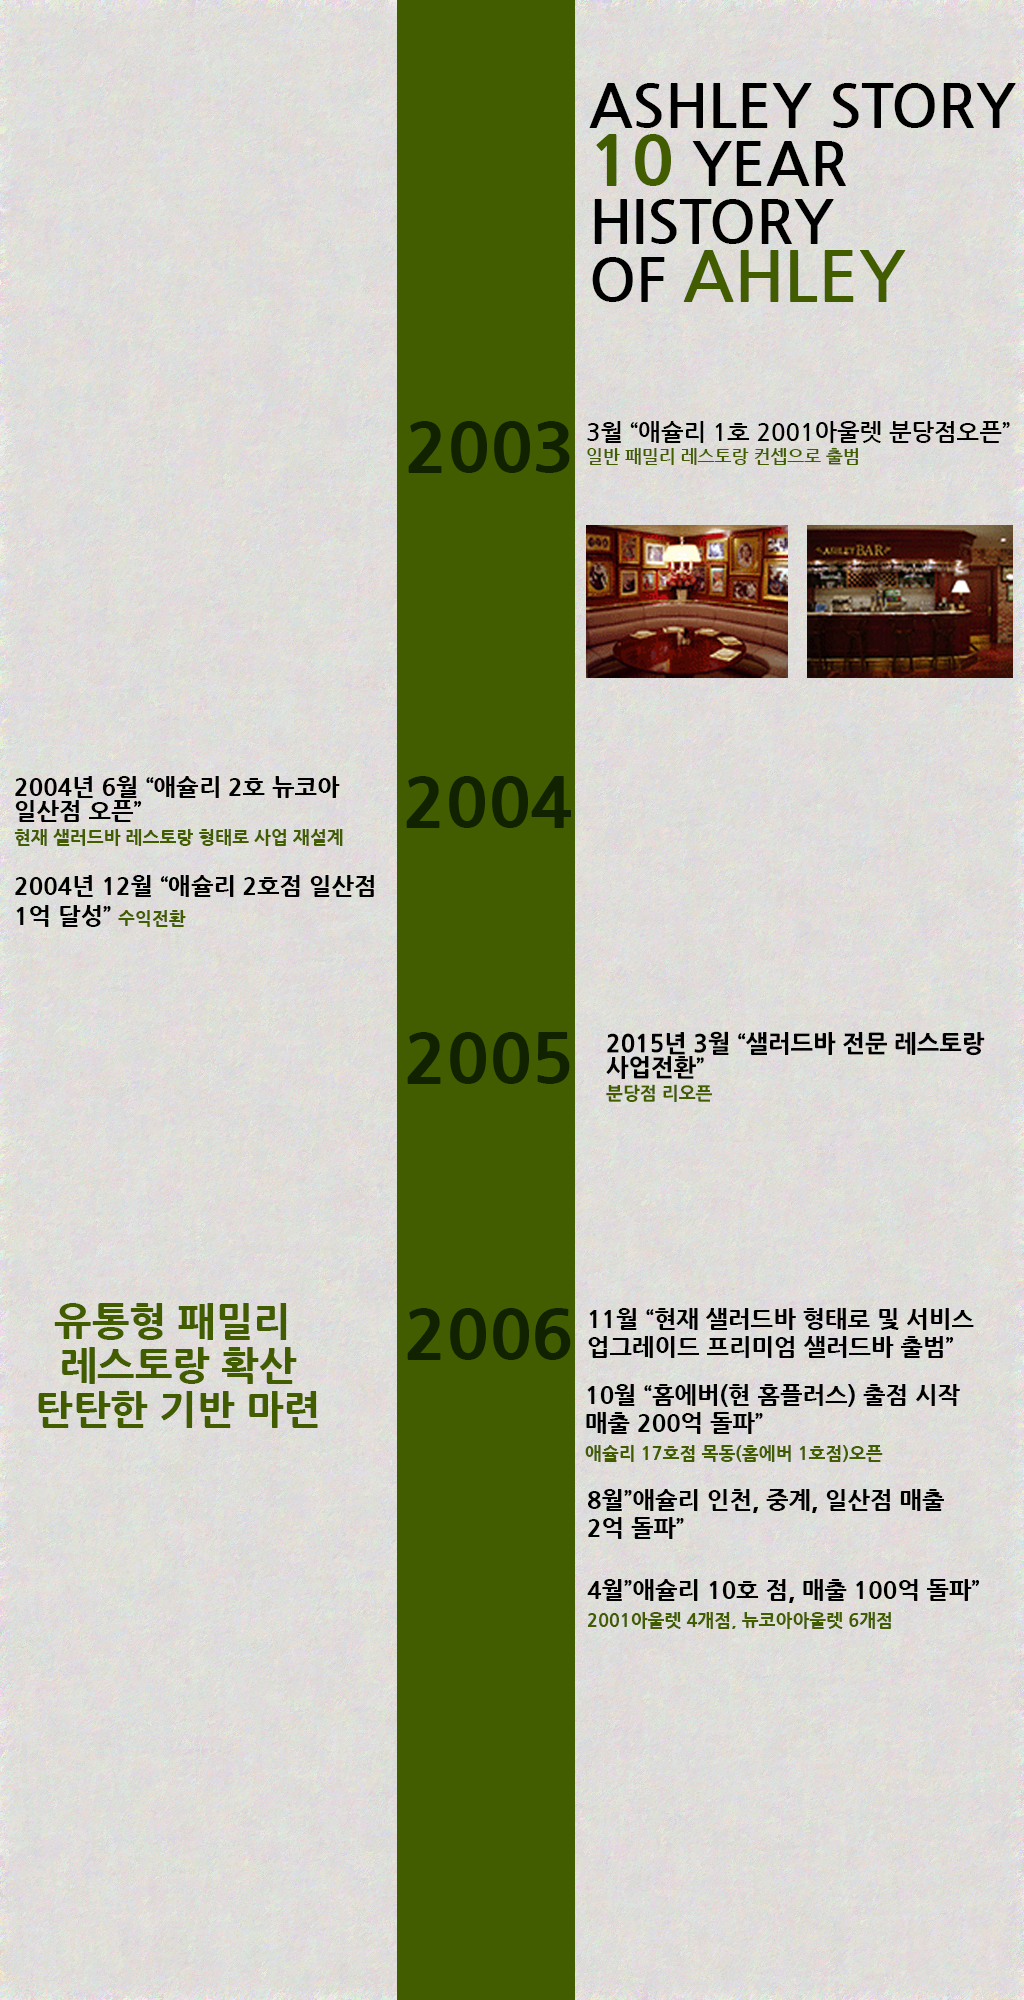 ASHLEY STORY
10 YEAR
HISTORY
OF AHLEY
2003
3월 “애슐리 1호 2001아울렛 분당점오픈”
일반 패밀리 레스토랑 컨셉으로 출범
BAR
2004
2004년 6월 “애슐리 2호 뉴코아
일산점 오픈”
현재 샐러드바 레스토랑 형태로 사업 재설계
2004년 12월 “애슐리 2호점 일산점
1억 달성” 수익전환
2005
2015년 3월 “샐러드바 전문 레스토랑
사업전환”
분당점 리오픈
유통형 패밀리
레스토랑 확산
탄탄한 기반 마련
2006
11월 “현재 샐러드바 형태로 및 서비스
업그레이드 프리미엄 샐러드바 출범”
10월 “홈에버(현 홈플러스) 출점 시작
매출 200억 돌파”
애슐리 17호점 목동(홈에버 1호점)오픈
8월”애슐리 인천, 중계, 일산점 매출
2억 돌파”
4월”애슐리 10호 점, 매출 100억 돌파”
2001아울렛 4개점, 뉴코아아울렛 6개점